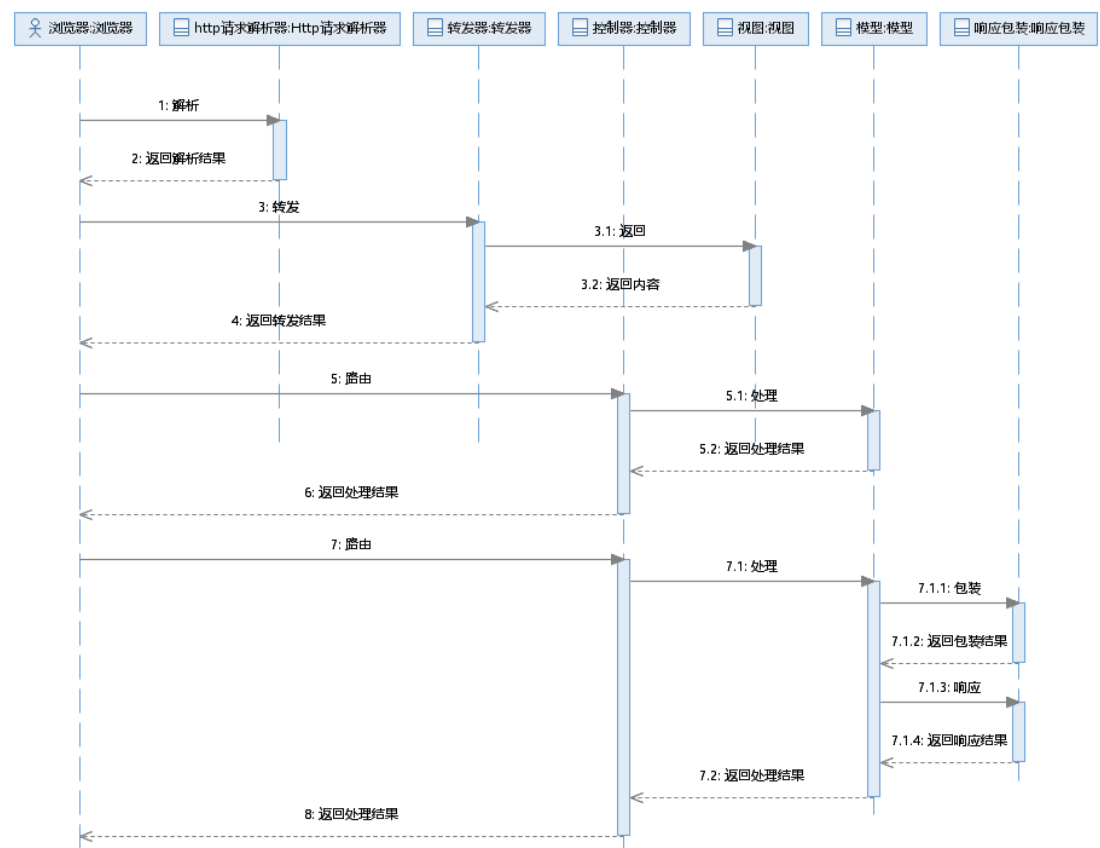 浏览器:浏览器
http请求解析器:Http请求解析器
转发器:转发器
控制器:控制器
视图:视图
模型:模型
响应包装:响应包装
1: 解析
2: 返回解析结果
3: 转发
3.1: 返回
3.2: 返回内容
4: 返回转发结果
5: 路由
5.1: 处理
5.2: 返回处理结果
6: 返回处理结果
7: 路由
7.1: 处理
7.1.1: 包装
7.1.2: 返回包装结果
7.1.3: 响应
7.1.4: 返回响应结果
7.2: 返回处理结果
8: 返回处理结果